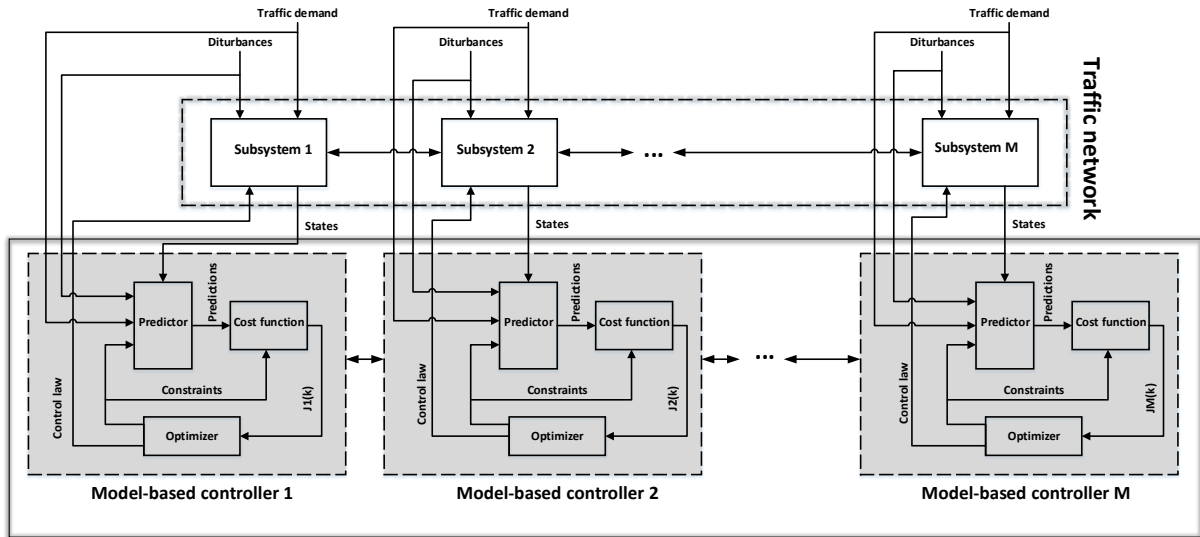 Traffic demand
Traffic demand
Traffic demand
Diturbances
Diturbances
Diturbances
Traffic network
Subsystem 1
Subsystem 2
...
Subsystem M
States
States
States
Predictor
Predictions
Cost function
Control law
Constraints
J1(k)
Optimizer
Model-based controller 1
Predictor
Predictions
Cost function
Control law
Constraints
J2(k)
Optimizer
Model-based controller 2
...
Predictor
Predictions
Cost function
Control law
Constraints
JM(k)
Optimizer
Model-based controller M